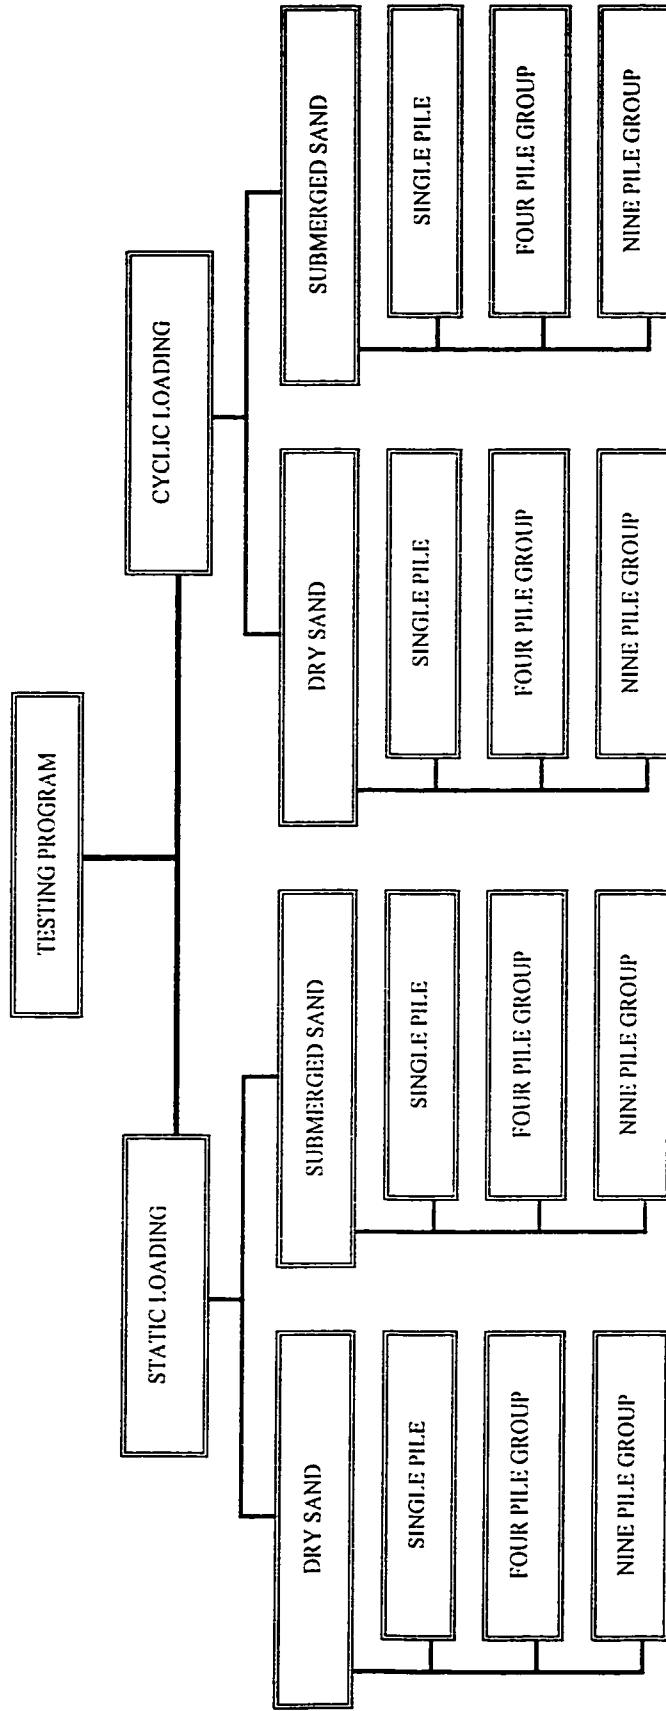 TESTING PROGRAM
STATIC LOADING
CYCLIC LOADING
DRY SAND
SUBMERGED SAND
DRY SAND
SUBMERGED SAND
SINGLE PILE
SINGLE PILE
SINGLE PILE
SINGLE PILE
FOUR PILE GROUP
FOUR PILE GROUP
FOUR PILE GROUP
FOUR PILE GROUP
NINE PILE GROUP
NINE PILE GROUP
NINE PILE GROUP
NINE PILE GROUP